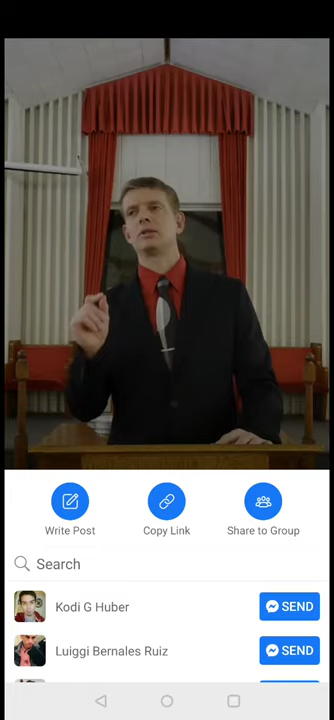 Write Post
Copy Link
Share to Group
Search
Kodi G Huber
SEND
Luiggi Bernales Ruiz
SEND